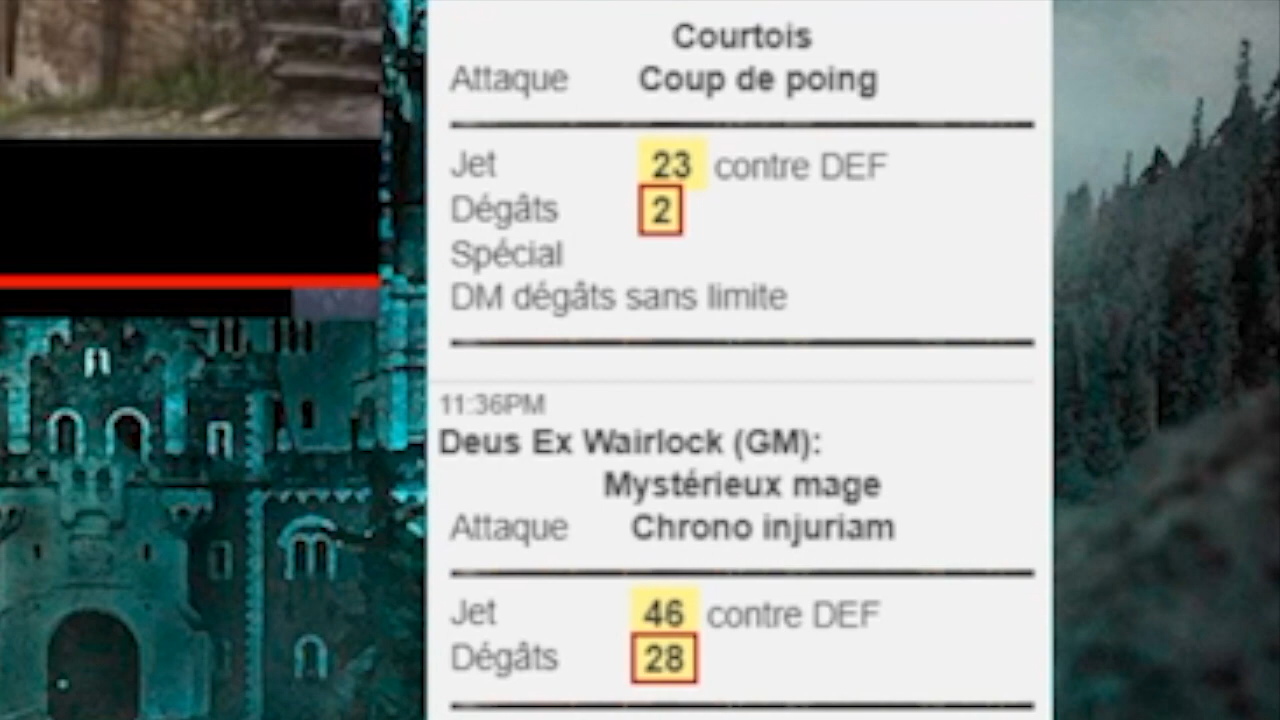 Courtois
Attaque Coup de poing
Jet 23 contre DEF
Dégâts 2
Spécial
DM dégâts sans limite
11:36PM
Deus Ex Wairlock (GM):
Mystérieux mage
Attaque Chrono injuriam
Jet 46 contre DEF
Dégâts 28